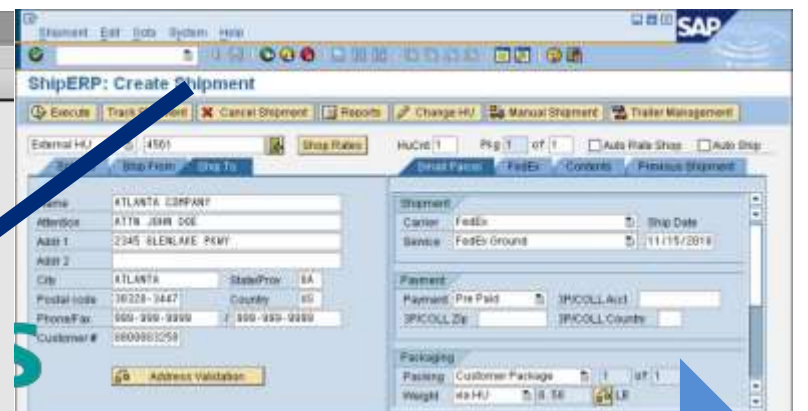 Shipment Edit Goto System Help
SAP
ShipERP: Create Shipment
Execute Track Cancel Shipment Reports Change HU Manual Shipment Trailer Management
External HU 4561 Shop Rates HuCnt 1 Pkg 1 of 1 Auto Rate Shop Auto Ship
Ship From Ship To Small Parcel FedEx Contents Previous Shipment
ATLANTA COMPANY
Attention ATTN JOHN DOE
Addr 1 2345 GLENLAKE PKWY
Addr 2
City ATLANTA State/Prov GA
Postal code 30328-3447 Country US
Phone/Fax 999-999-9999 / 999-999-9999
Customer #
Address Validation
Shipment
Carrier FedEx Ship Date
Service FedEx Ground 11/15/2010
Payment
Payment Pre Paid 3P/COLL Acct
3P/COLL Zip 3P/COLL Country
Packaging
Packing Customer Package 1 of 1
Weight via HU LB
S